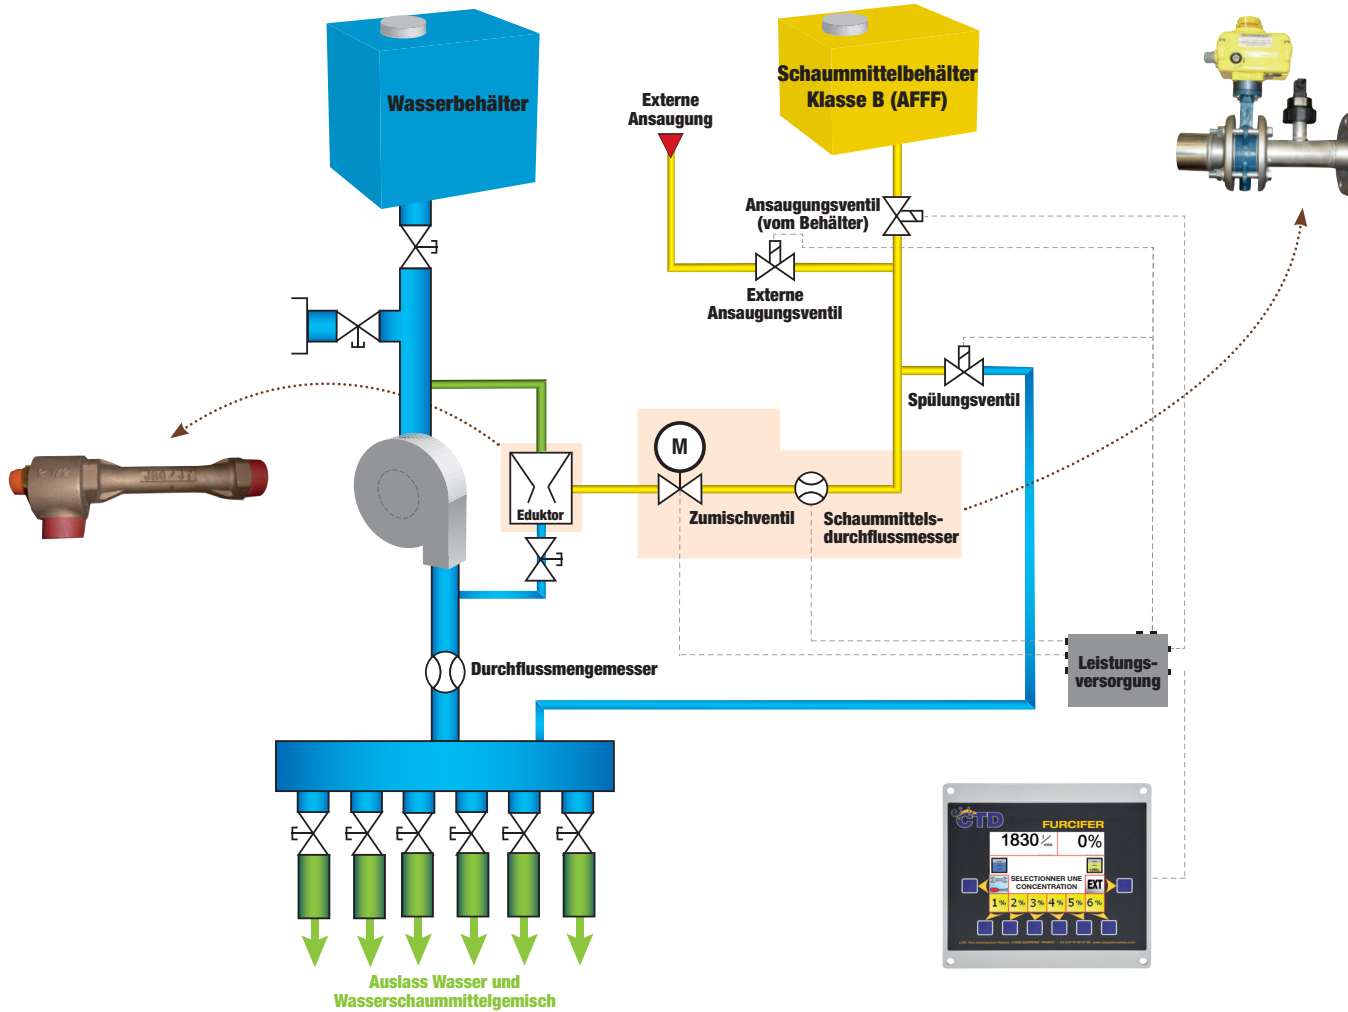 Wasserbehälter
Schaummittelbehälter
Klasse B (AFFF)
Externe
Ansaugung
Ansaugungsventil
(vom Behälter)
Externe
Ansaugungsventil
Spülungsventil
M
Eduktor
Zumischventil
Schaummittels-
durchflussmesser
Durchflussmengemesser
Leistungs-
versorgung
CTD
FURCIFER
1830 l/min 0%
SELECTIONNER UNE
CONCENTRATION
EXT
1% 2% 3% 4% 5% 6%
Auslass Wasser und
Wasserschaummittelgemisch